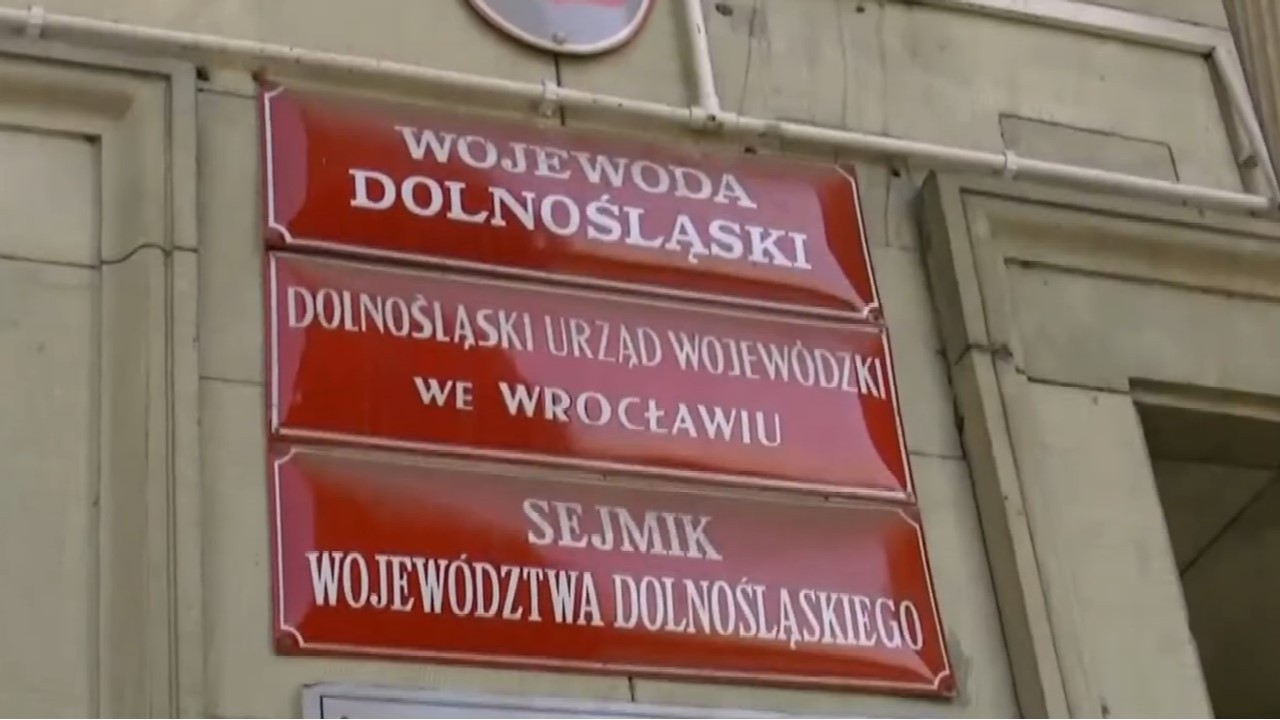 WOJEWODA
DOLNOŚLĄSKI
DOLNOŚLĄSKI URZĄD WOJEWÓDZKI
WE WROCŁAWIU
SEJMIK
WOJEWÓDZTWA DOLNOŚLĄSKIEGO